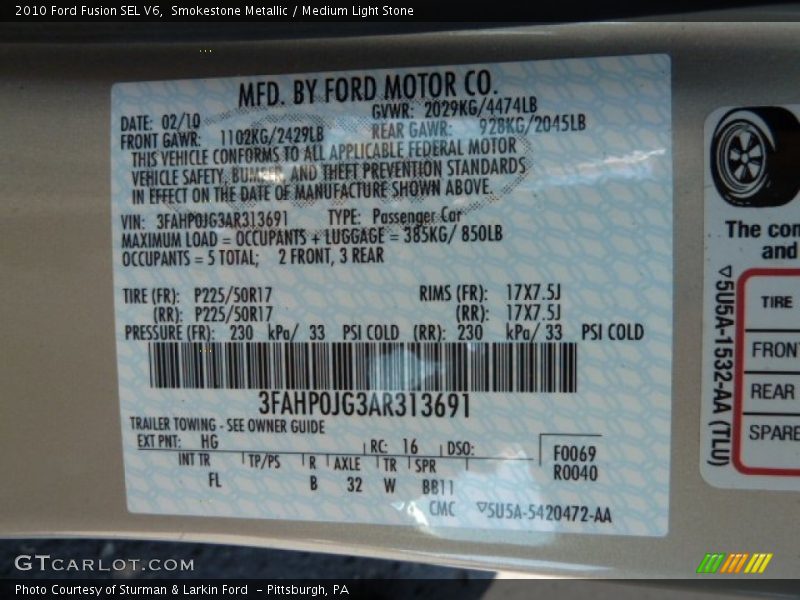 2010 Ford Fusion SEL V6, Smokestone Metallic / Medium Light Stone
MFD. BY FORD MOTOR CO.
DATE: 02/10 GVWR: 2029KG/4474LB
FRONT GAWR: 1102KG/2429LB REAR GAWR: 928KG/2045LB
THIS VEHICLE CONFORMS TO ALL APPLICABLE FEDERAL MOTOR
VEHICLE SAFETY, BUMPER, AND THEFT PREVENTION STANDARDS
IN EFFECT ON THE DATE OF MANUFACTURE SHOWN ABOVE.
VIN: 3FAHP0JG3AR313691 TYPE: Passenger Car
MAXIMUM LOAD = OCCUPANTS + LUGGAGE = 385KG/ 850LB
OCCUPANTS = 5 TOTAL; 2 FRONT, 3 REAR
TIRE (FR): P225/50R17 RIMS (FR): 17X7.5J
(RR): P225/50R17 (RR): 17X7.5J
PRESSURE (FR): 230 kPa/ 33 PSI COLD (RR): 230 kPa/ 33 PSI COLD
3FAHP0JG3AR313691
TRAILER TOWING - SEE OWNER GUIDE
EXT PNT: HG RC: 16 DSO: F0069
INT TR TP/PS R AXLE TR SPR R0040
FL B 32 W BB11
CMC ▽5U5A-5420472-AA
The con
and
▽5U5A-1532-AA (TLU)
TIRE
FRONT
REAR
SPARE
GTCARLOT.COM
Photo Courtesy of Sturman & Larkin Ford - Pittsburgh, PA